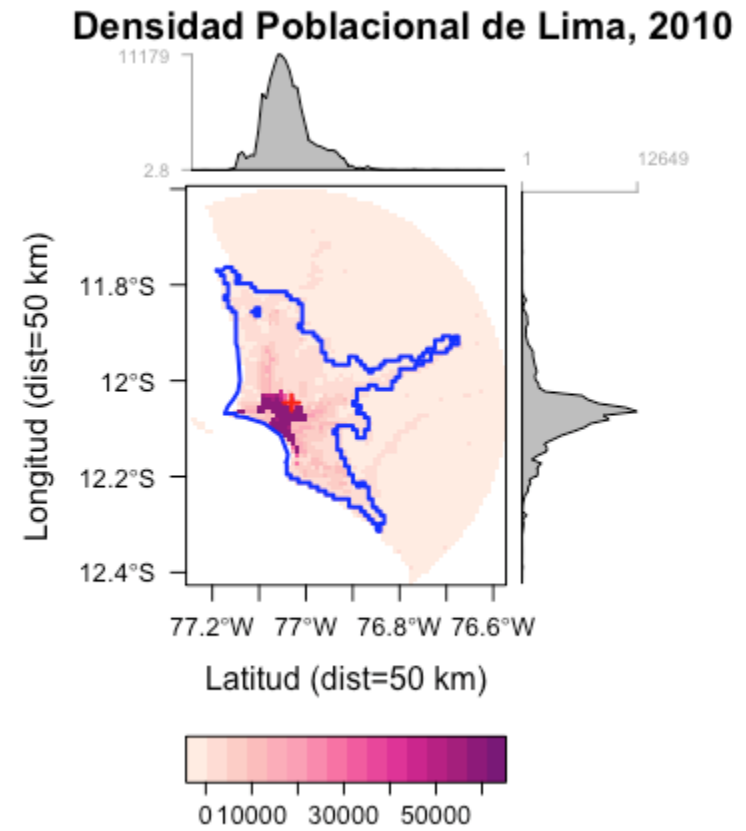 Densidad Poblacional de Lima, 2010
11179
2.8
1 12649
Longitud (dist=50 km)
11.8°S
12°S
12.2°S
12.4°S
77.2°W 77°W 76.8°W 76.6°W
Latitud (dist=50 km)
0 10000 30000 50000